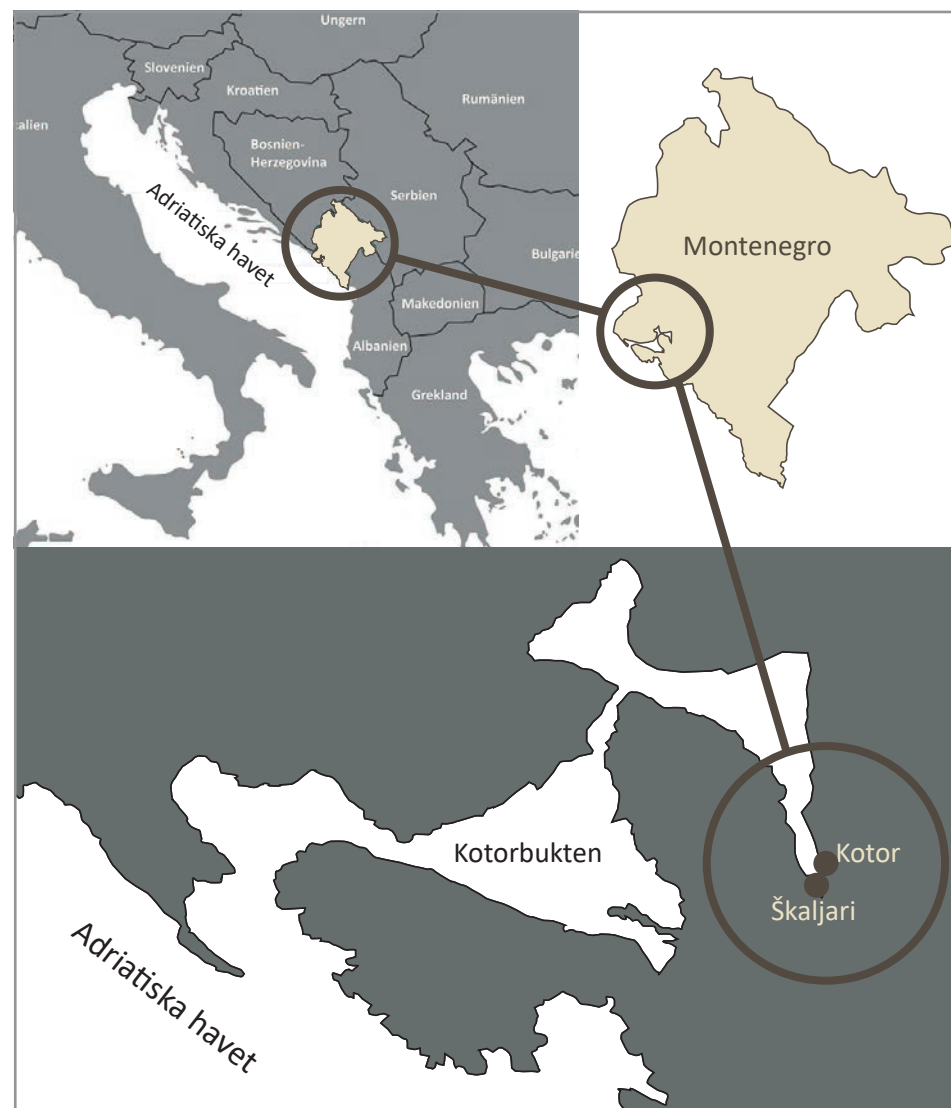 Ungern
Slovenien
Kroatien
Rumänien
talien
Bosnien-
Herzegovina
Serbien
Adriatiska havet
Montenegro
Bulgarie
Makedonien
Albanien
Grekland
Kotorbukten
Kotor
Škaljari
Adriatiska havet